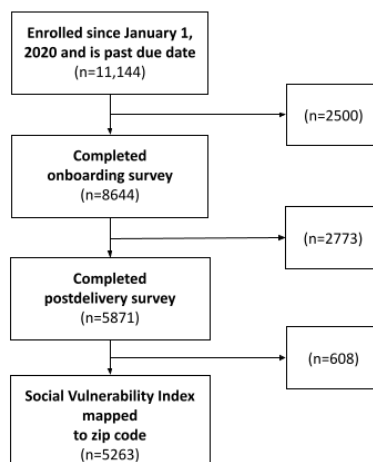 Enrolled since January 1,
2020 and is past due date
(n=11,144)
(n=2500)
Completed
onboarding survey
(n=8644)
(n=2773)
Completed
postdelivery survey
(n=5871)
(n=608)
Social Vulnerability Index
mapped
to zip code
(n=5263)